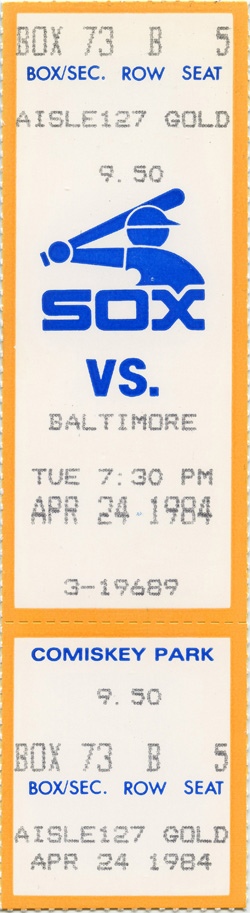 BOX 73 B 5
BOX/SEC. ROW SEAT
AISLE127 GOLD
9.50
SOX
VS.
BALTIMORE
TUE 7:30 PM
APR 24 1984
3-19689
COMISKEY PARK
9.50
BOX 73 B 5
BOX/SEC. ROW SEAT
AISLE127 GOLD
APR 24 1984